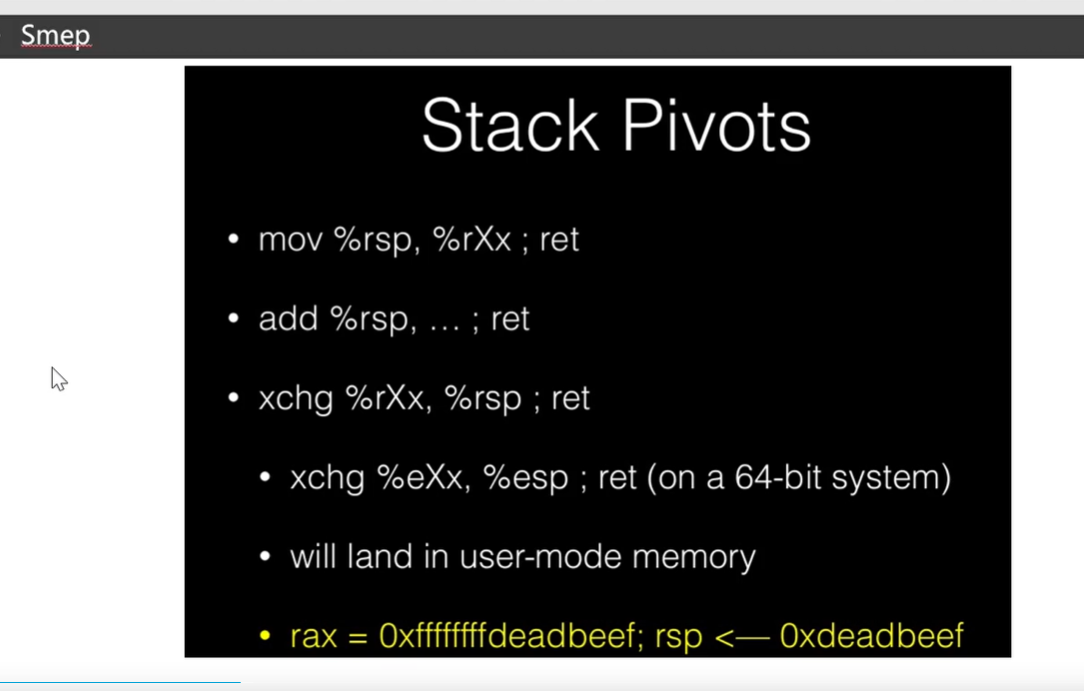 Smep
Stack Pivots
• mov %rsp, %rXx ; ret
• add %rsp, … ; ret
• xchg %rXx, %rsp ; ret
• xchg %eXx, %esp ; ret (on a 64-bit system)
• will land in user-mode memory
• rax = 0xffffffffdeadbeef; rsp <— 0xdeadbeef